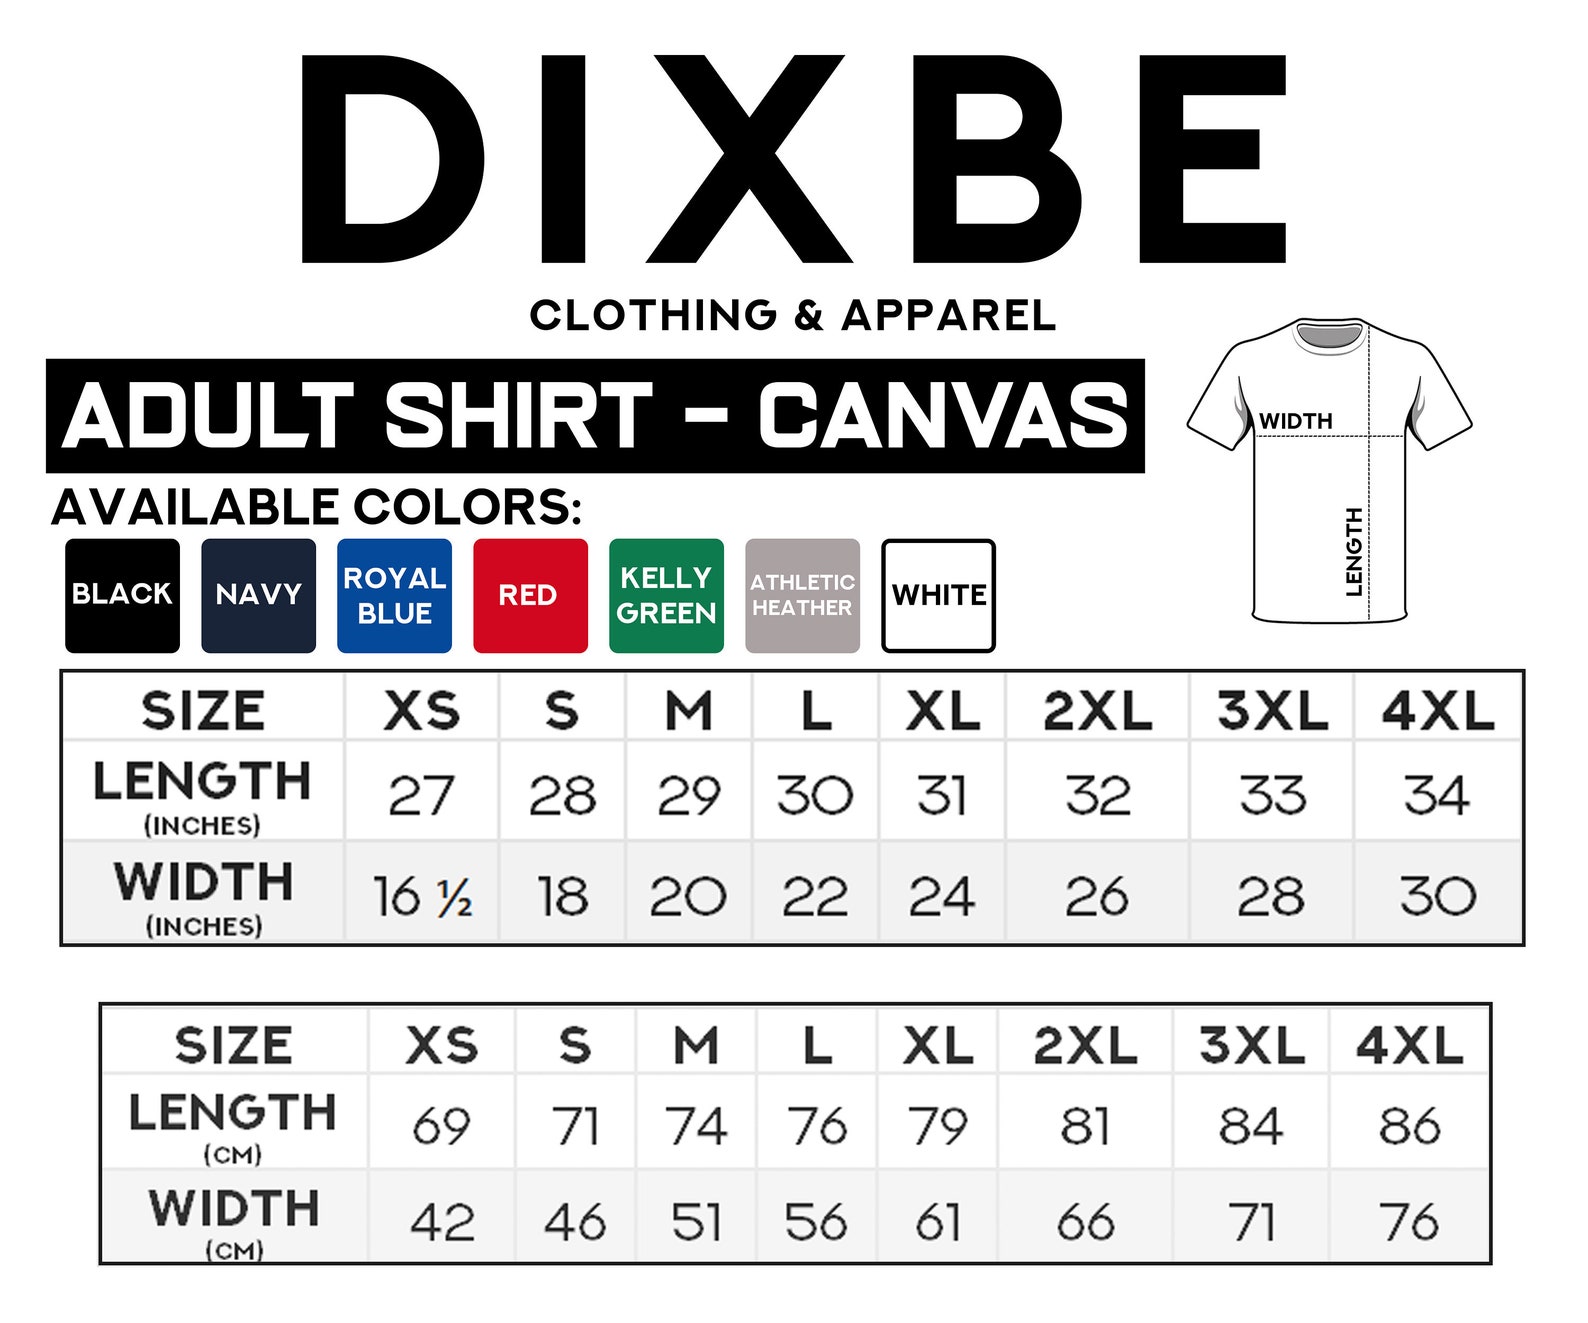 DIXBE
CLOTHING & APPAREL
ADULT SHIRT - CANVAS
AVAILABLE COLORS:
BLACK
NAVY
ROYAL
BLUE
RED
KELLY
GREEN
ATHLETIC
HEATHER
WHITE
WIDTH
LENGTH
SIZE XS S M L XL 2XL 3XL 4XL
LENGTH 27 28 29 30 31 32 33 34
(INCHES)
WIDTH 16 ½ 18 20 22 24 26 28 30
(INCHES)
SIZE XS S M L XL 2XL 3XL 4XL
LENGTH 69 71 74 76 79 81 84 86
(CM)
WIDTH 42 46 51 56 61 66 71 76
(CM)